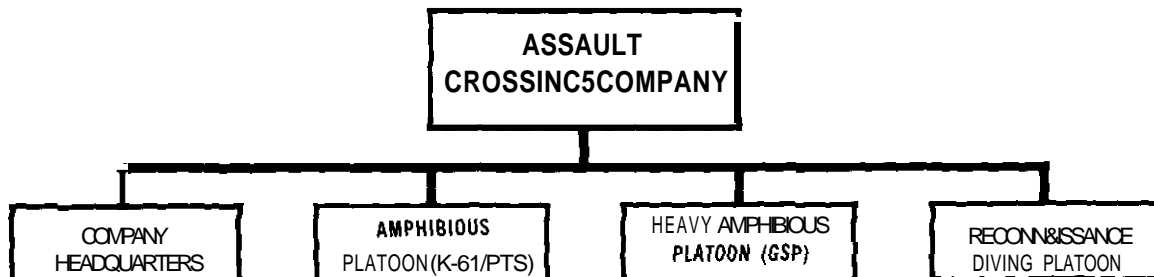 ASSAULT
CROSSINC5COMPANY
COMPANY
HEADQUARTERS
AMPHIBIOUS
PLATOON(K-61/PTS)
HEAVY AMPHIBIOUS
PLATOON (GSP)
RECONN&ISSANCE
DIVING PLATOON